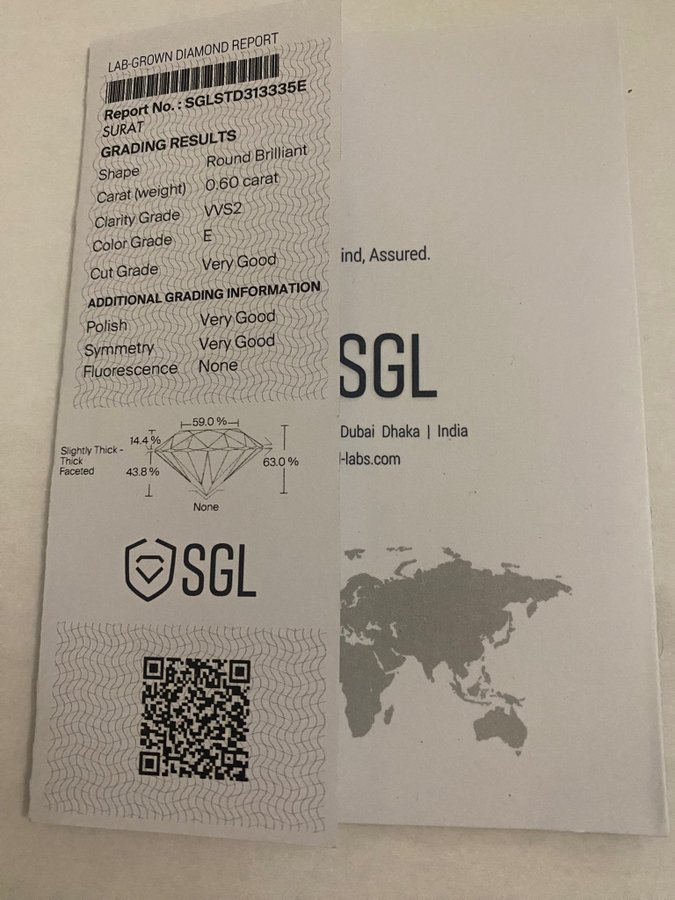 LAB-GROWN DIAMOND REPORT
Report No. : SGLSTD313335E
SURAT
GRADING RESULTS
Shape Round Brilliant
Carat (weight) 0.60 carat
Clarity Grade VVS2
Color Grade E
Cut Grade Very Good
ADDITIONAL GRADING INFORMATION
Polish Very Good
Symmetry Very Good
Fluorescence None
59.0 %
14.4 %
Slightly Thick -
Thick
Faceted
43.8 %
63.0 %
None
SGL
ind, Assured.
SGL
Dubai Dhaka | India
l-labs.com